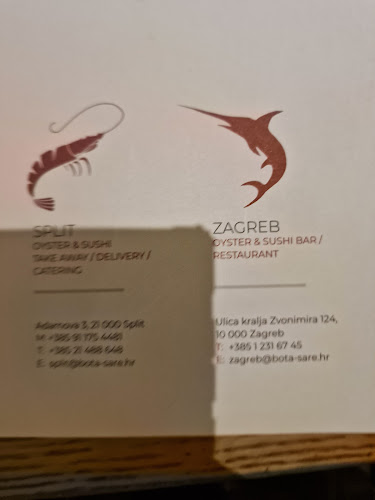 SPLIT
OYSTER & SUSHI
TAKE AWAY / DELIVERY /
CATERING
Adamova 3, 21 000 Split
M: +385 91 175 4481
T: +385 21 488 648
E: split@bota-sare.hr
ZAGREB
OYSTER & SUSHI BAR /
RESTAURANT
Ulica kralja Zvonimira 124,
10 000 Zagreb
T: +385 1 231 67 45
E: zagreb@bota-sare.hr